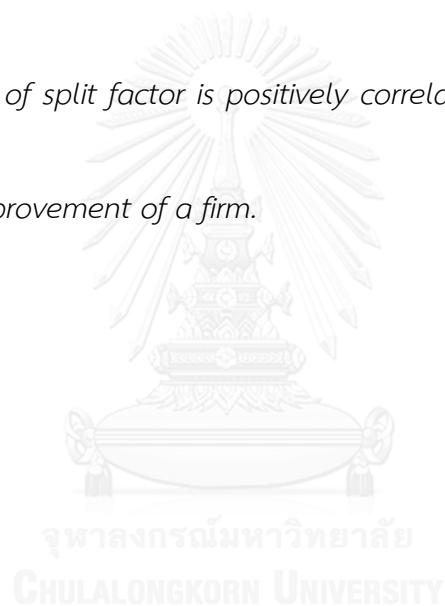 of split factor is positively correl
provement of a firm.
จุฬาลงกรณ์มหาวิทยาลัย
CHULALONGKORN UNIVERSITY